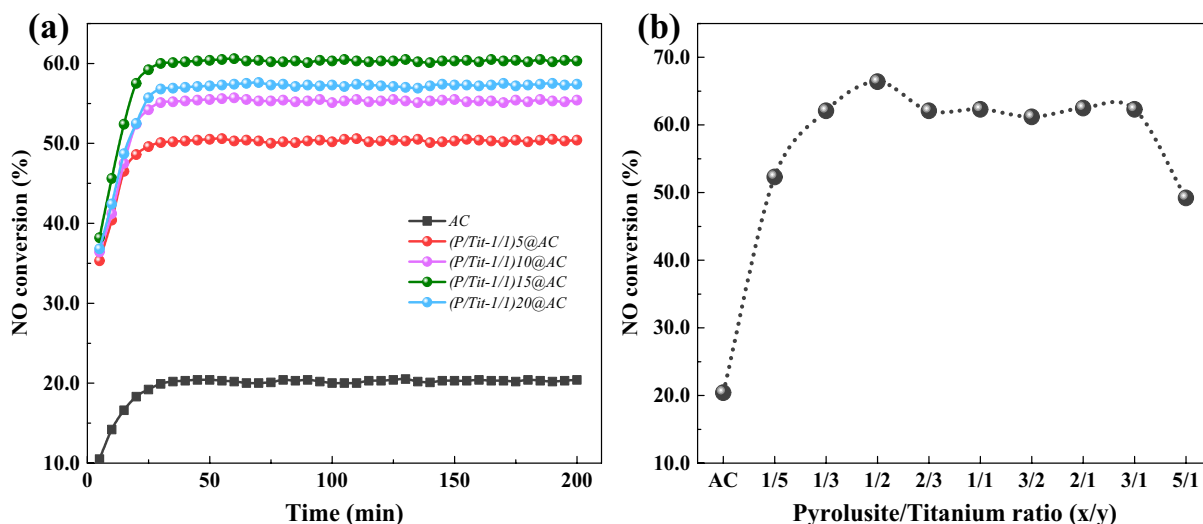 (a)
NO conversion (%)
60.0
50.0
40.0
30.0
20.0
10.0
0
50
100
150
200
Time (min)
AC
(P/Tit-1/1)5@AC
(P/Tit-1/1)10@AC
(P/Tit-1/1)15@AC
(P/Tit-1/1)20@AC
(b)
NO conversion (%)
70.0
60.0
50.0
40.0
30.0
20.0
10.0
AC
1/5
1/3
1/2
2/3
1/1
3/2
2/1
3/1
5/1
Pyrolusite/Titanium ratio (x/y)